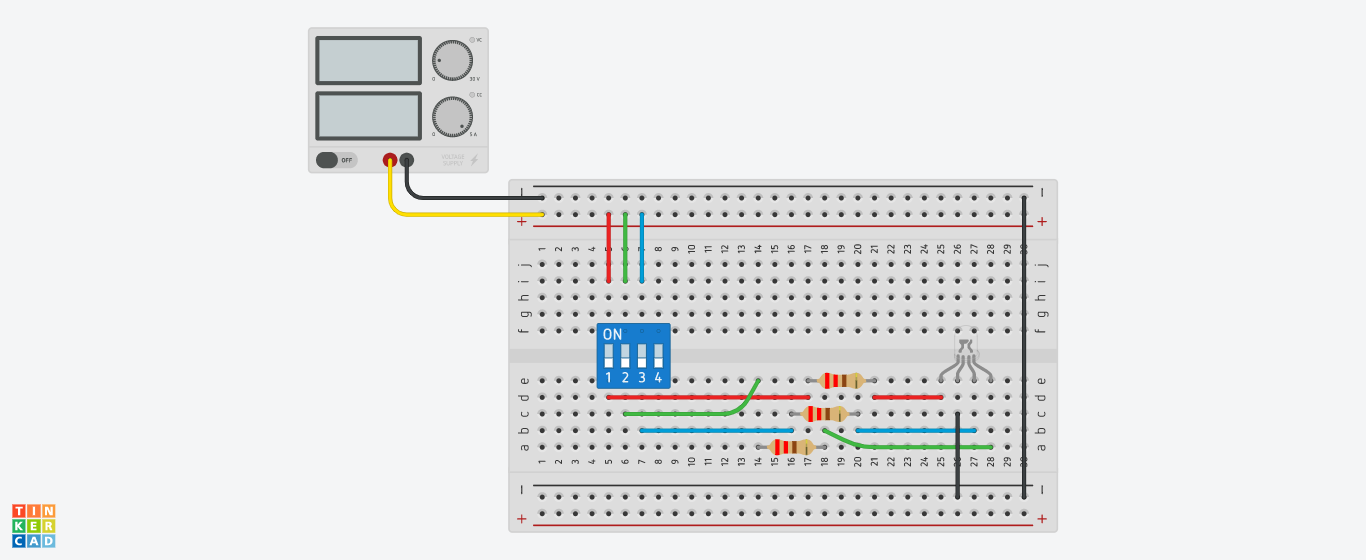 VC
0 30 V
CC
0 5 A
OFF
VOLTAGE
SUPPLY
− −
+ +
1 2 3 4 5 6 7 8 9 10 11 12 13 14 15 16 17 18 19 20 21 22 23 24 25 26 27 28 29 30
j j
i i
h h
g g
f f
ON
1 2 3 4
e e
d d
c c
b b
a a
1 2 3 4 5 6 7 8 9 10 11 12 13 14 15 16 17 18 19 20 21 22 23 24 25 26 27 28 29 30
− −
+ +
TIN
KER
CAD